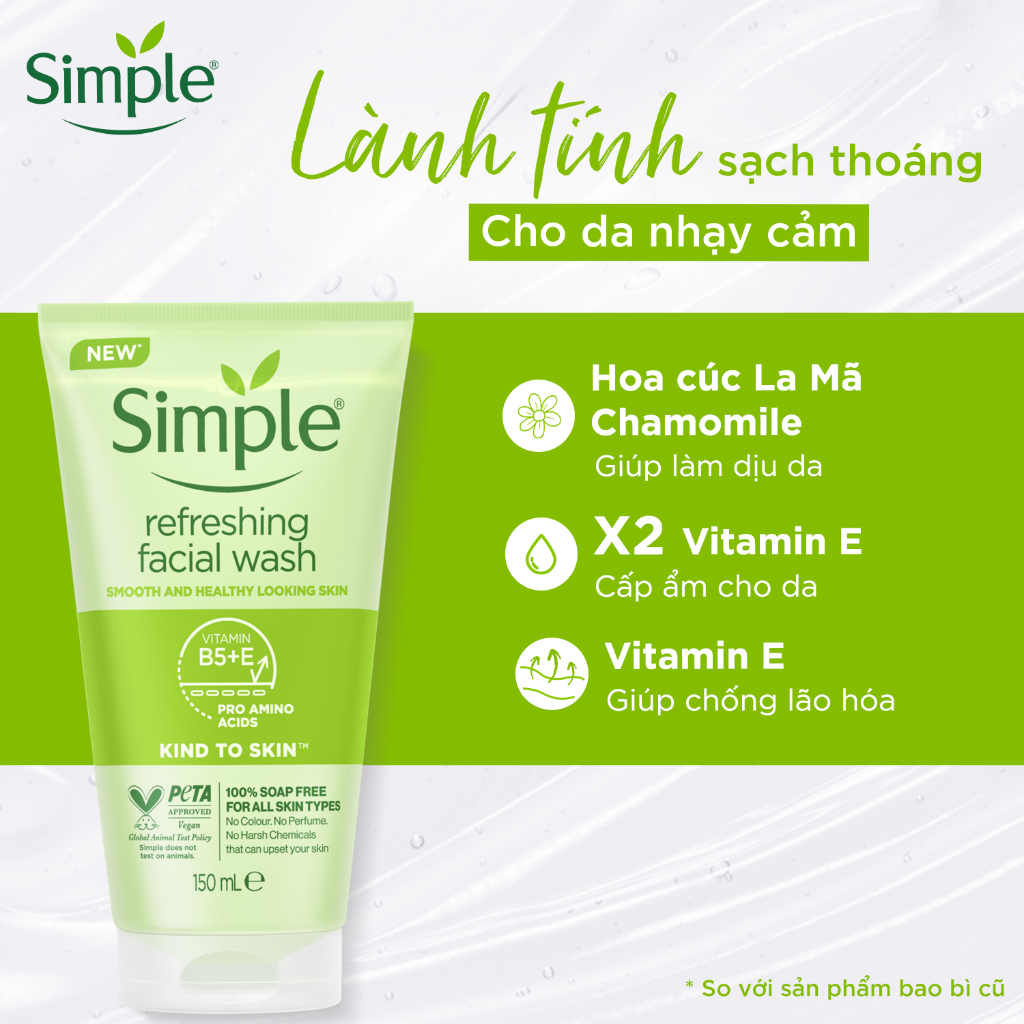 Simple®
Lành tính sạch thoáng
Cho da nhạy cảm
NEW*
Simple®
refreshing
facial wash
SMOOTH AND HEALTHY LOOKING SKIN
VITAMIN
B5+E
PRO AMINO
ACIDS
KIND TO SKIN™
PETA
APPROVED
Vegan
Global Animal Test Policy
Simple does not
test on animals.
100% SOAP FREE
FOR ALL SKIN TYPES
No Colour. No Perfume.
No Harsh Chemicals
that can upset your skin
150 mL℮
Hoa cúc La Mã
Chamomile
Giúp làm dịu da
X2 Vitamin E
Cấp ẩm cho da
Vitamin E
Giúp chống lão hóa
* So với sản phẩm bao bì cũ